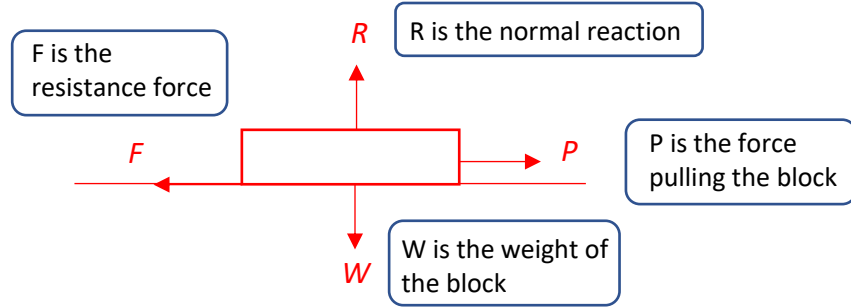 R
R is the normal reaction
F is the
resistance force
F
P
P is the force
pulling the block
W
W is the weight of
the block